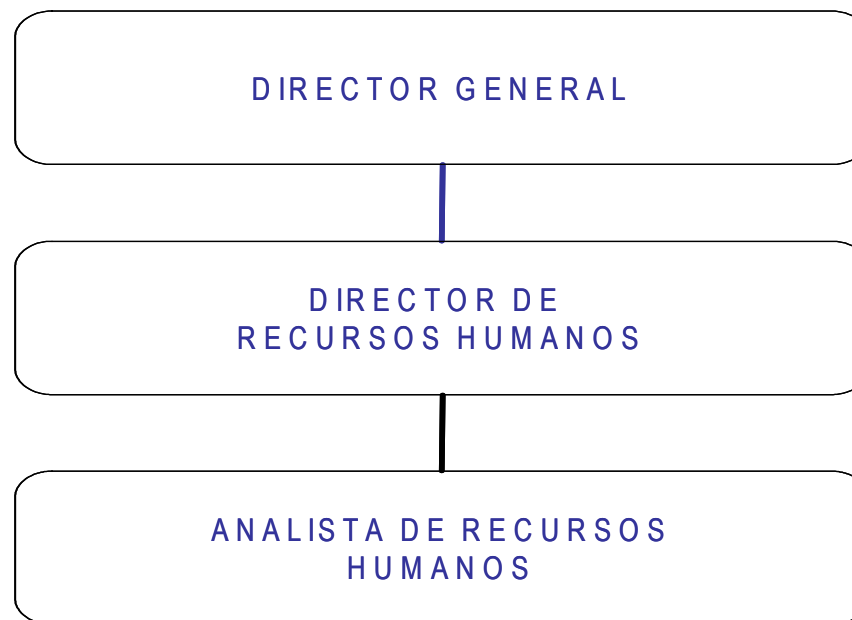 DIRECTOR GENERAL
DIRECTOR DE
RECURSOS HUMANOS
ANALISTA DE RECURSOS
HUMANOS